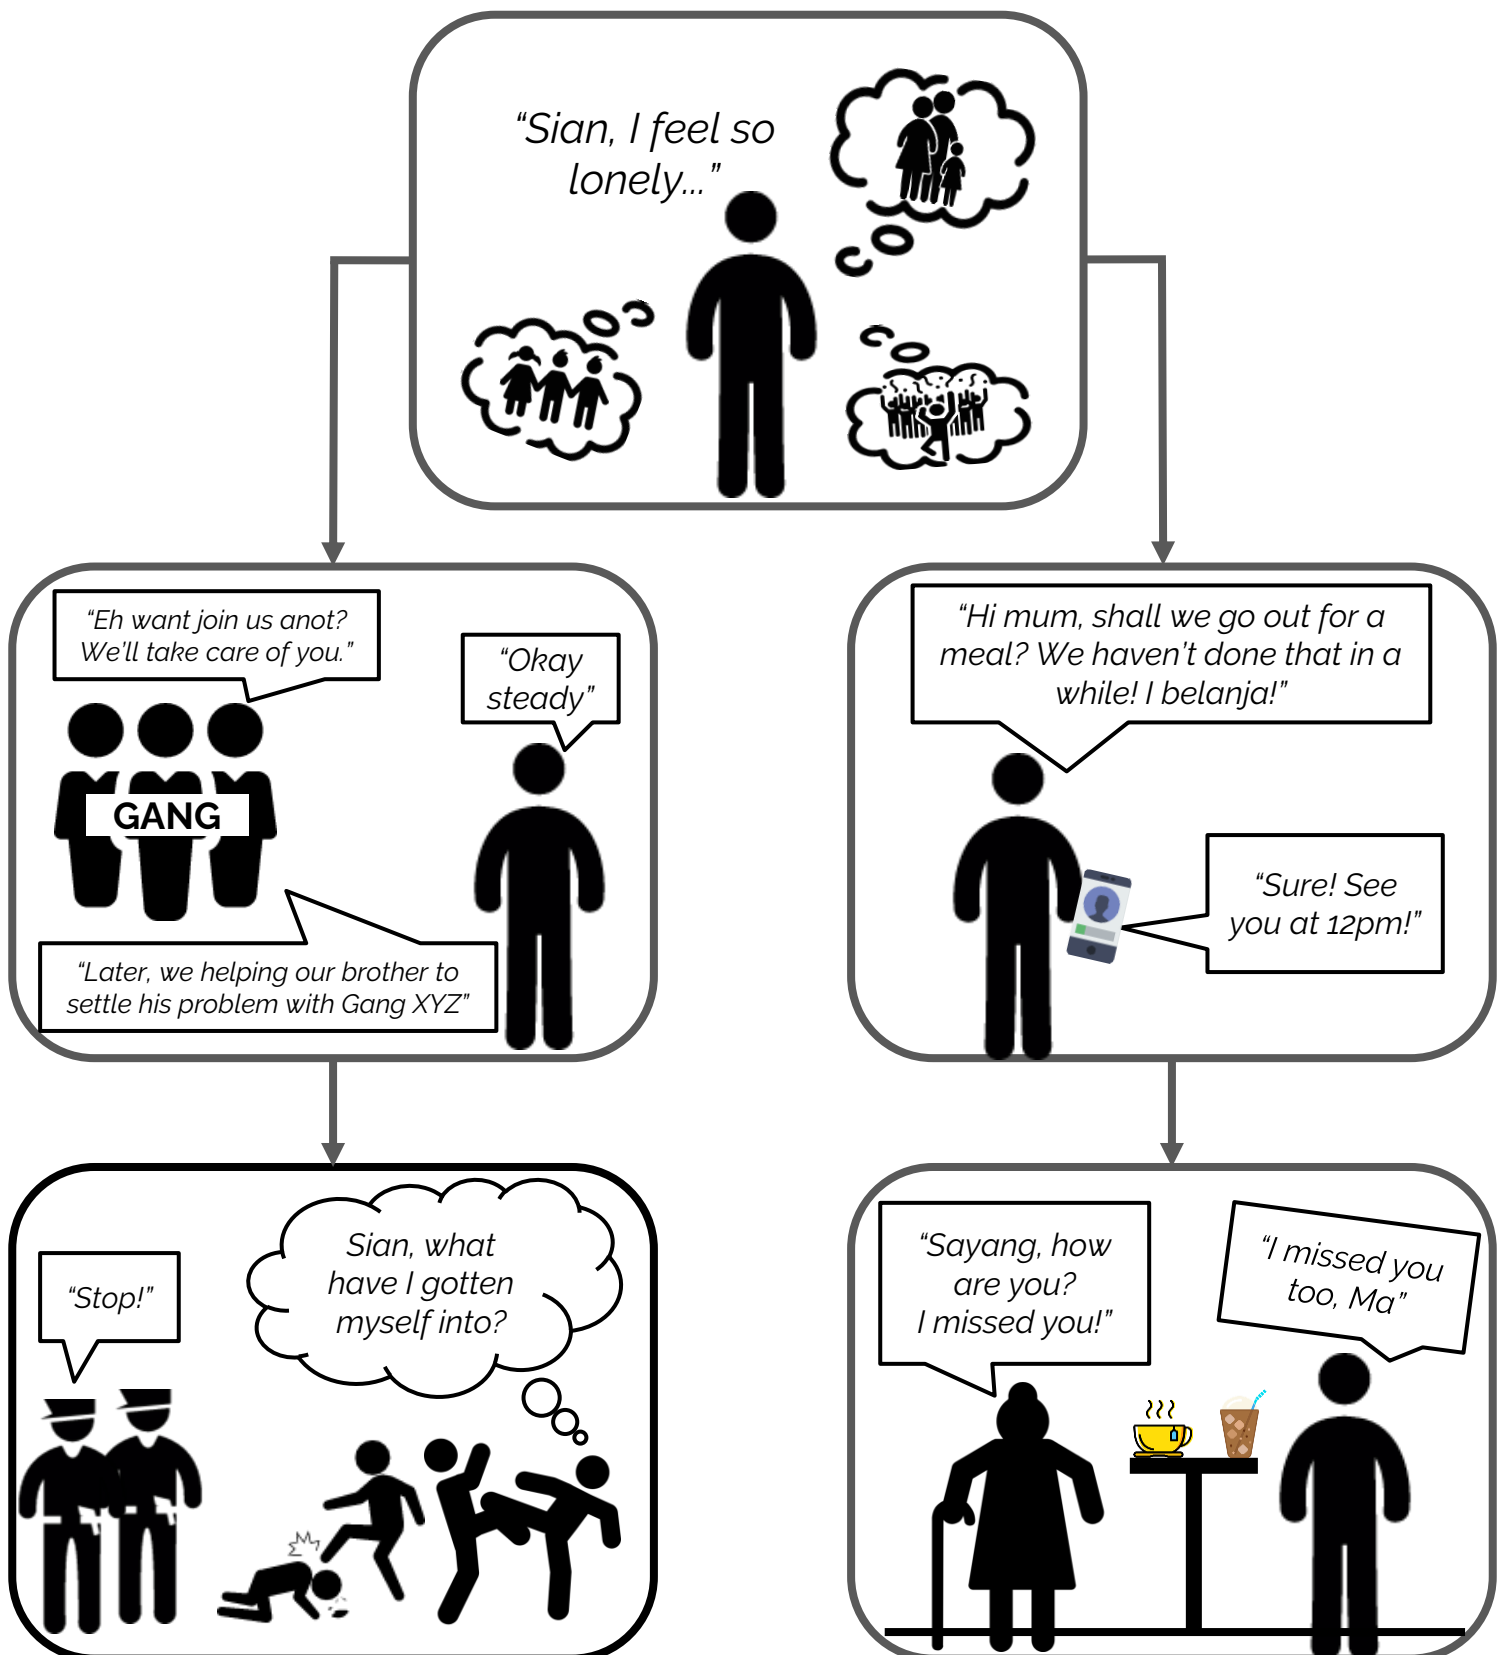 “Sian, I feel so
lonely...”
“Eh want join us anot?
We’ll take care of you.”
“Okay
steady”
GANG
“Later, we helping our brother to
settle his problem with Gang XYZ”
“Hi mum, shall we go out for a
meal? We haven’t done that in a
while! I belanja!”
“Sure! See
you at 12pm!”
“Stop!”
Sian, what
have I gotten
myself into?
“Sayang, how
are you?
I missed you!”
“I missed you
too, Ma”